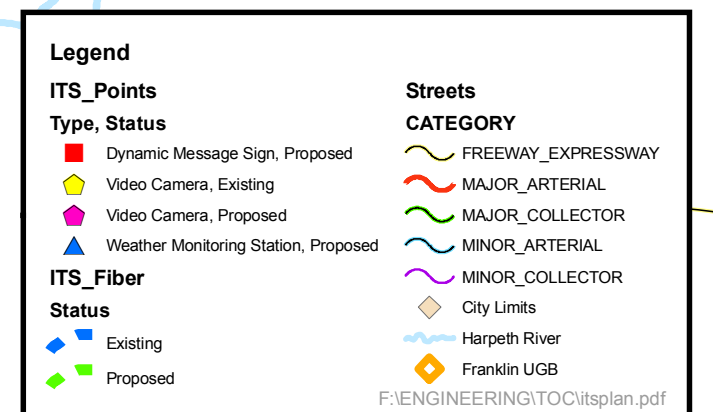 Legend
ITS_Points
Type, Status
Dynamic Message Sign, Proposed
Video Camera, Existing
Video Camera, Proposed
Weather Monitoring Station, Proposed
ITS_Fiber
Status
Existing
Proposed
Streets
CATEGORY
FREEWAY_EXPRESSWAY
MAJOR_ARTERIAL
MAJOR_COLLECTOR
MINOR_ARTERIAL
MINOR_COLLECTOR
City Limits
Harpeth River
Franklin UGB
F:\ENGINEERING\TOC\itsplan.pdf